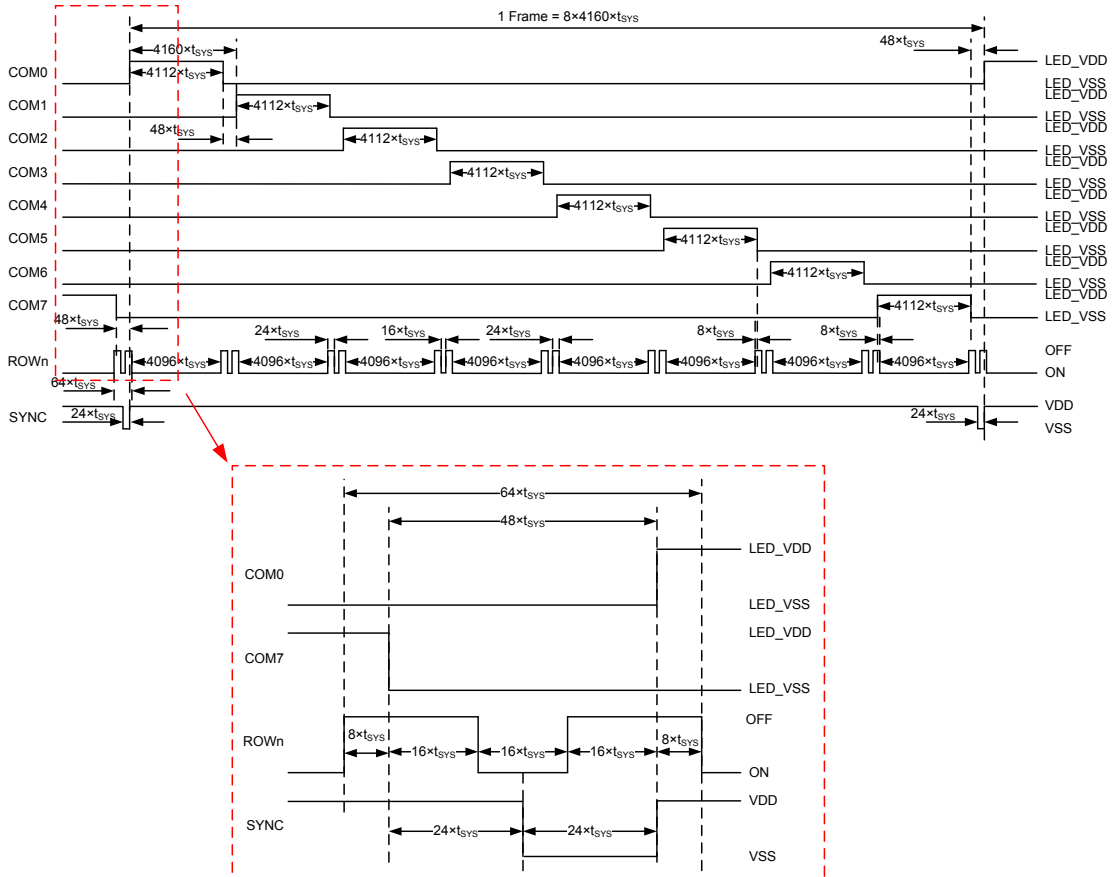 1 Frame = 8×4160×tSYS
48×tSYS
4160×tSYS
COM0 4112×tSYS LED_VDD
LED_VSS
COM1 4112×tSYS LED_VDD
48×tSYS LED_VSS
COM2 4112×tSYS LED_VDD
LED_VSS
COM3 4112×tSYS LED_VDD
LED_VSS
COM4 4112×tSYS LED_VDD
LED_VSS
COM5 4112×tSYS LED_VDD
LED_VSS
COM6 4112×tSYS LED_VDD
LED_VSS
COM7 4112×tSYS LED_VDD
LED_VSS
48×tSYS 24×tSYS 16×tSYS 24×tSYS 8×tSYS 8×tSYS
ROWn 4096×tSYS 4096×tSYS 4096×tSYS 4096×tSYS 4096×tSYS 4096×tSYS 4096×tSYS 4096×tSYS OFF
ON
64×tSYS
SYNC 24×tSYS 24×tSYS VDD
VSS
64×tSYS
48×tSYS
COM0 LED_VDD
LED_VSS
COM7 LED_VDD
LED_VSS
ROWn 8×tSYS 16×tSYS 16×tSYS 16×tSYS 8×tSYS OFF
ON
SYNC 24×tSYS 24×tSYS VDD
VSS